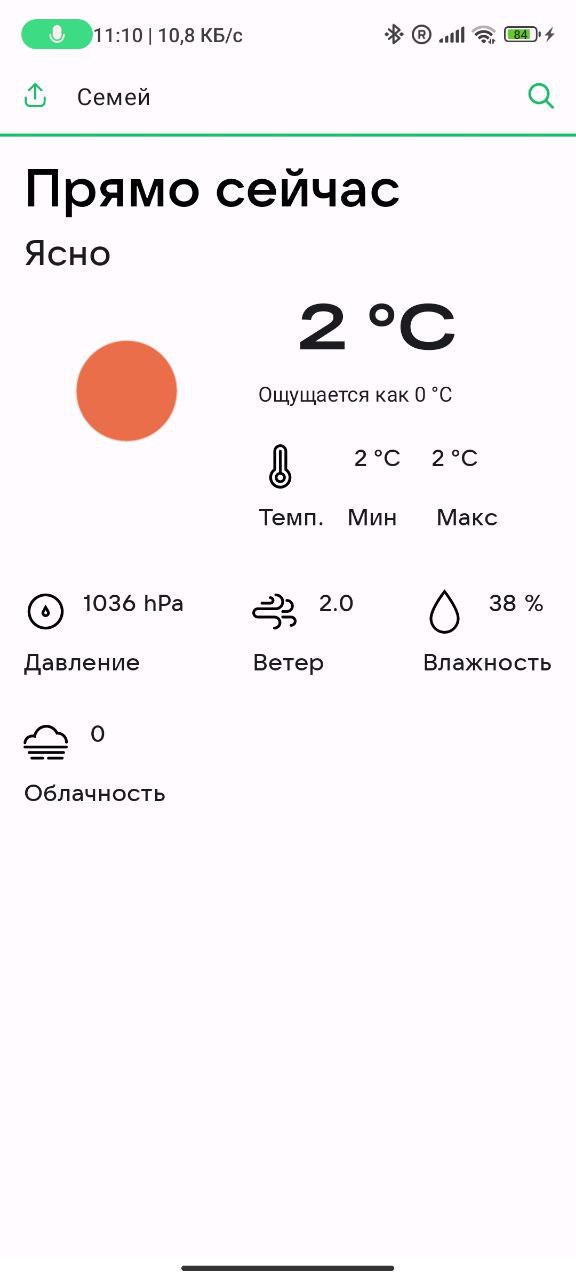 11:10 | 10,8 КБ/с ® 84
Семей
Прямо сейчас
Ясно
2 °C
Ощущается как 0 °C
2 °C 2 °C
Темп. Мин Макс
1036 hPa 2.0 38 %
Давление Ветер Влажность
0
Облачность